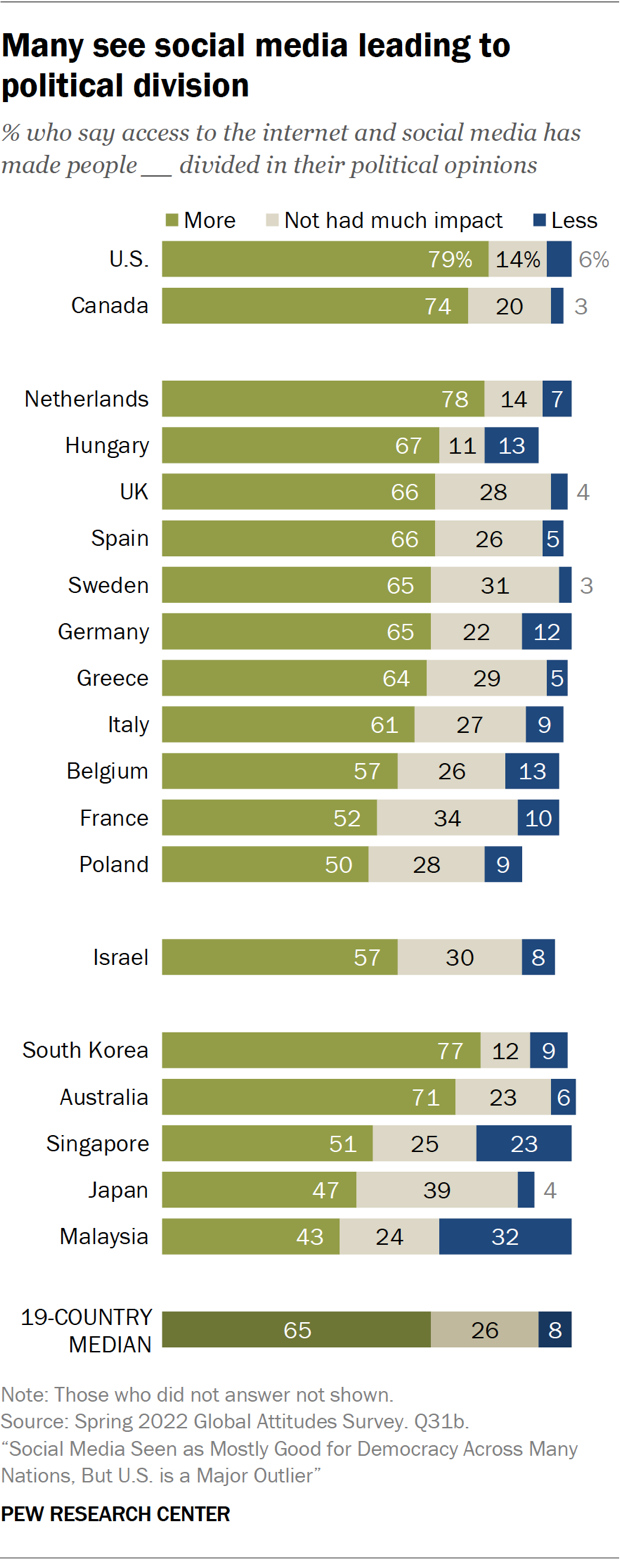 Many see social media leading to
political division
% who say access to the internet and social media has
made people __ divided in their political opinions
More Not had much impact Less
U.S. 79% 14% 6%
Canada 74 20 3
Netherlands 78 14 7
Hungary 67 11 13
UK 66 28 4
Spain 66 26 5
Sweden 65 31 3
Germany 65 22 12
Greece 64 29 5
Italy 61 27 9
Belgium 57 26 13
France 52 34 10
Poland 50 28 9
Israel 57 30 8
South Korea 77 12 9
Australia 71 23 6
Singapore 51 25 23
Japan 47 39 4
Malaysia 43 24 32
19-COUNTRY
MEDIAN 65 26 8
Note: Those who did not answer not shown.
Source: Spring 2022 Global Attitudes Survey. Q31b.
“Social Media Seen as Mostly Good for Democracy Across Many
Nations, But U.S. is a Major Outlier”
PEW RESEARCH CENTER